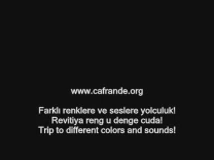 www.cafrande.org
Farklı renklere ve seslere yolculuk!
Revitiya reng u denge cuda!
Trip to different colors and sounds!